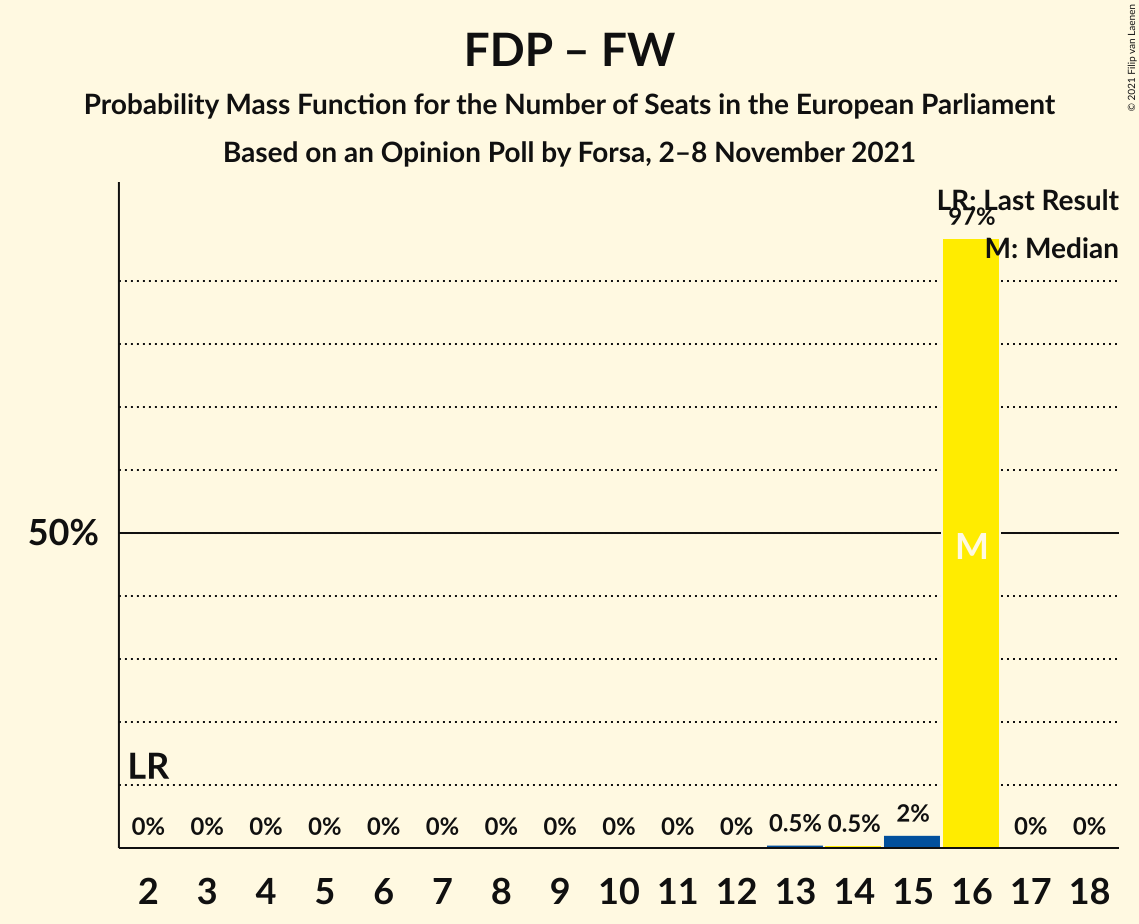 FDP – FW
Probability Mass Function for the Number of Seats in the European Parliament
Based on an Opinion Poll by Forsa, 2–8 November 2021
© 2021 Filip van Laenen
LR: Last Result
97%
M: Median
50%
M
LR
0% 0% 0% 0% 0% 0% 0% 0% 0% 0% 0% 0.5% 0.5% 2% 0% 0%
2 3 4 5 6 7 8 9 10 11 12 13 14 15 16 17 18